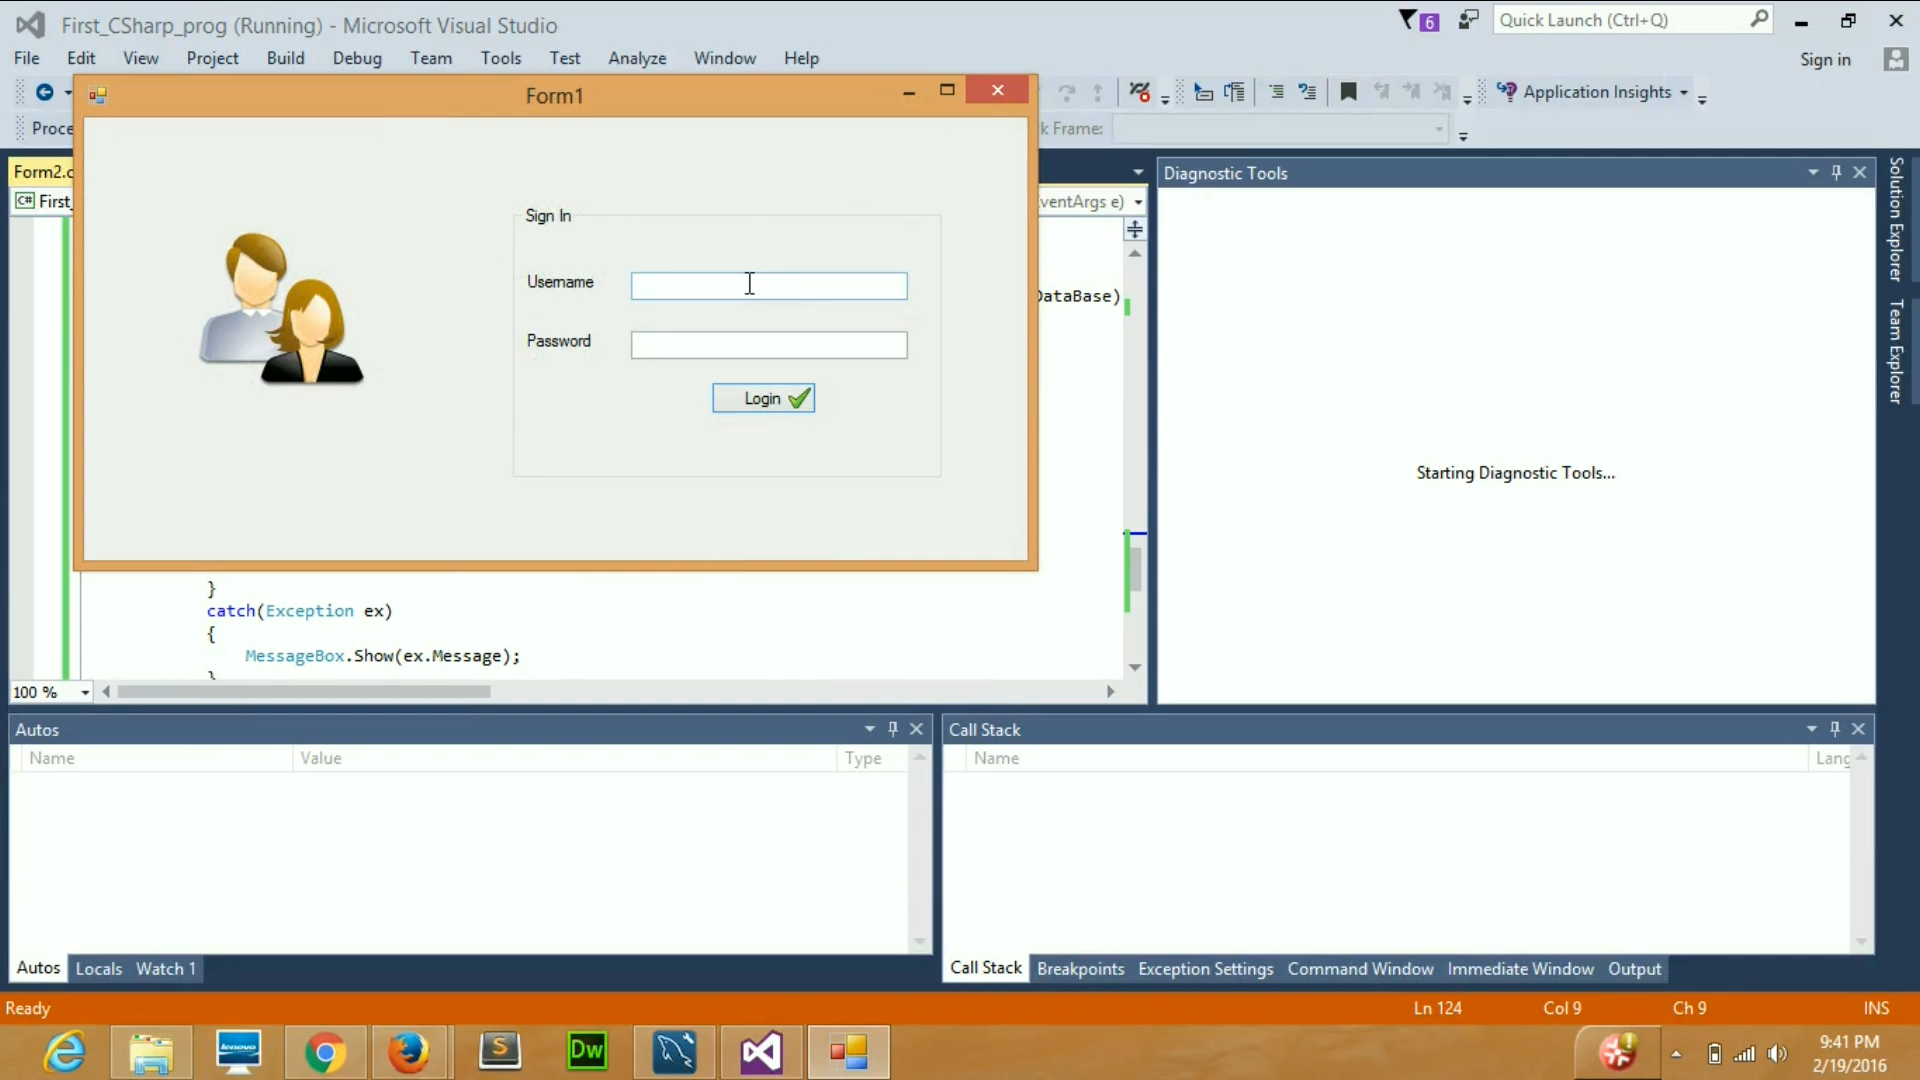 First_CSharp_prog (Running) - Microsoft Visual Studio
6
Quick Launch (Ctrl+Q)
File Edit View Project Build Debug Team Tools Test Analyze Window Help
Sign in
Form1
Application Insights
Proce
k Frame:
Form2.c
Diagnostic Tools
C# First_
ventArgs e)
Solution Explorer
Team Explorer
Sign In
Username
Password
Login
DataBase)
Starting Diagnostic Tools...
}
catch(Exception ex)
{
MessageBox.Show(ex.Message);
}
100 %
Autos
Name Value Type
Call Stack
Name Lang
Autos Locals Watch 1
Call Stack Breakpoints Exception Settings Command Window Immediate Window Output
Ready
Ln 124 Col 9 Ch 9 INS
lenovo
S
Dw
9:41 PM
2/19/2016